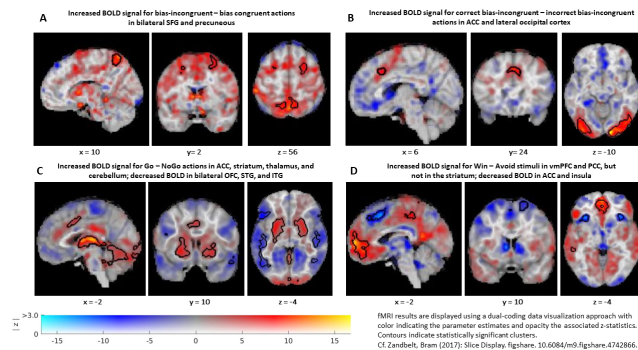 A Increased BOLD signal for bias-incongruent – bias congruent actions
in bilateral SFG and precuneous
x = 10 y= 2 z = 56
B Increased BOLD signal for correct bias-incongruent – incorrect bias-incongruent
actions in ACC and lateral occipital cortex
x = 6 y= 24 z = -10
C Increased BOLD signal for Go – NoGo actions in ACC, striatum, thalamus, and
cerebellum; decreased BOLD in bilateral OFC, STG, and ITG
x = -2 y= 10 z = -4
D Increased BOLD signal for Win – Avoid stimuli in vmPFC and PCC, but
not in the striatum; decreased BOLD in ACC and insula
x = -2 y = 10 z = -4
>3.0
| z |
0
-15 -10 -5 0 5 10 15
fMRI results are displayed using a dual-coding data visualization approach with
color indicating the parameter estimates and opacity the associated z-statistics.
Contours indicate statistically significant clusters.
Cf. Zandbelt, Bram (2017): Slice Display. figshare. 10.6084/m9.figshare.4742866.